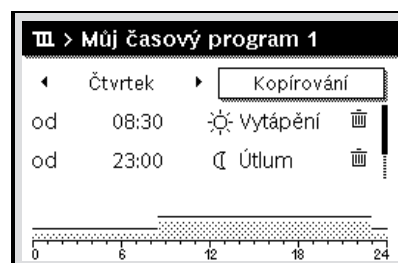 > Můj časový program 1
Čtvrtek Kopírování
od 08:30 Vytápění
od 23:00 Útlum
0 6 12 18 24